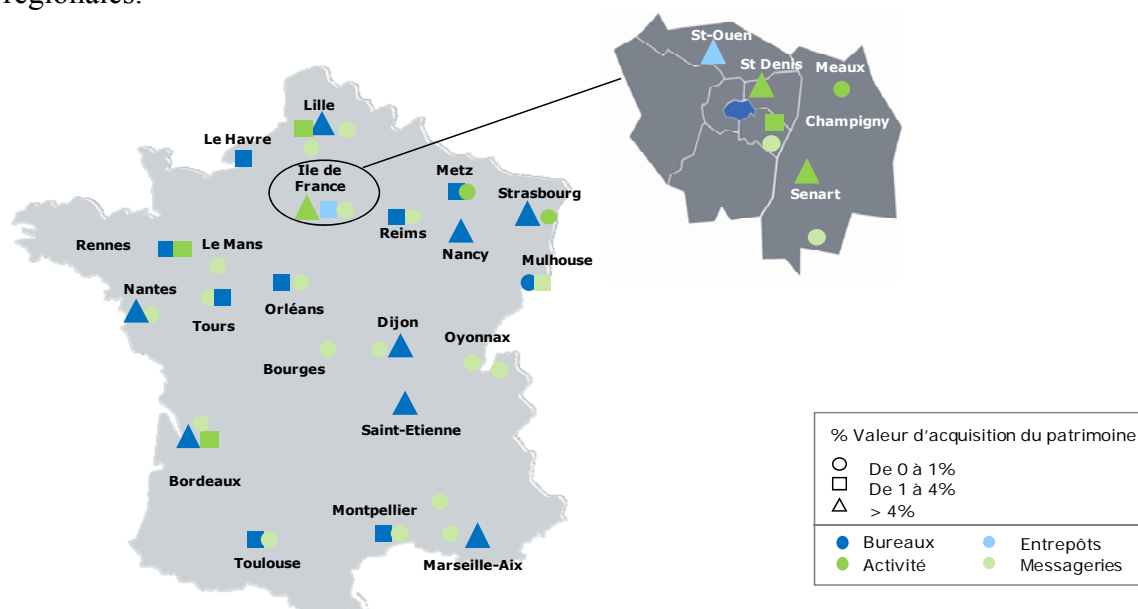 régionales.
St-Ouen
St Denis
Meaux
Champigny
Senart
Lille
Le Havre
Ile de
France
Metz
Strasbourg
Reims
Nancy
Rennes
Le Mans
Mulhouse
Nantes
Orléans
Tours
Dijon
Oyonnax
Bourges
Saint-Etienne
Bordeaux
Montpellier
Toulouse
Marseille-Aix
% Valeur d'acquisition du patrimoine
De 0 à 1%
De 1 à 4%
> 4%
Bureaux
Entrepôts
Activité
Messageries